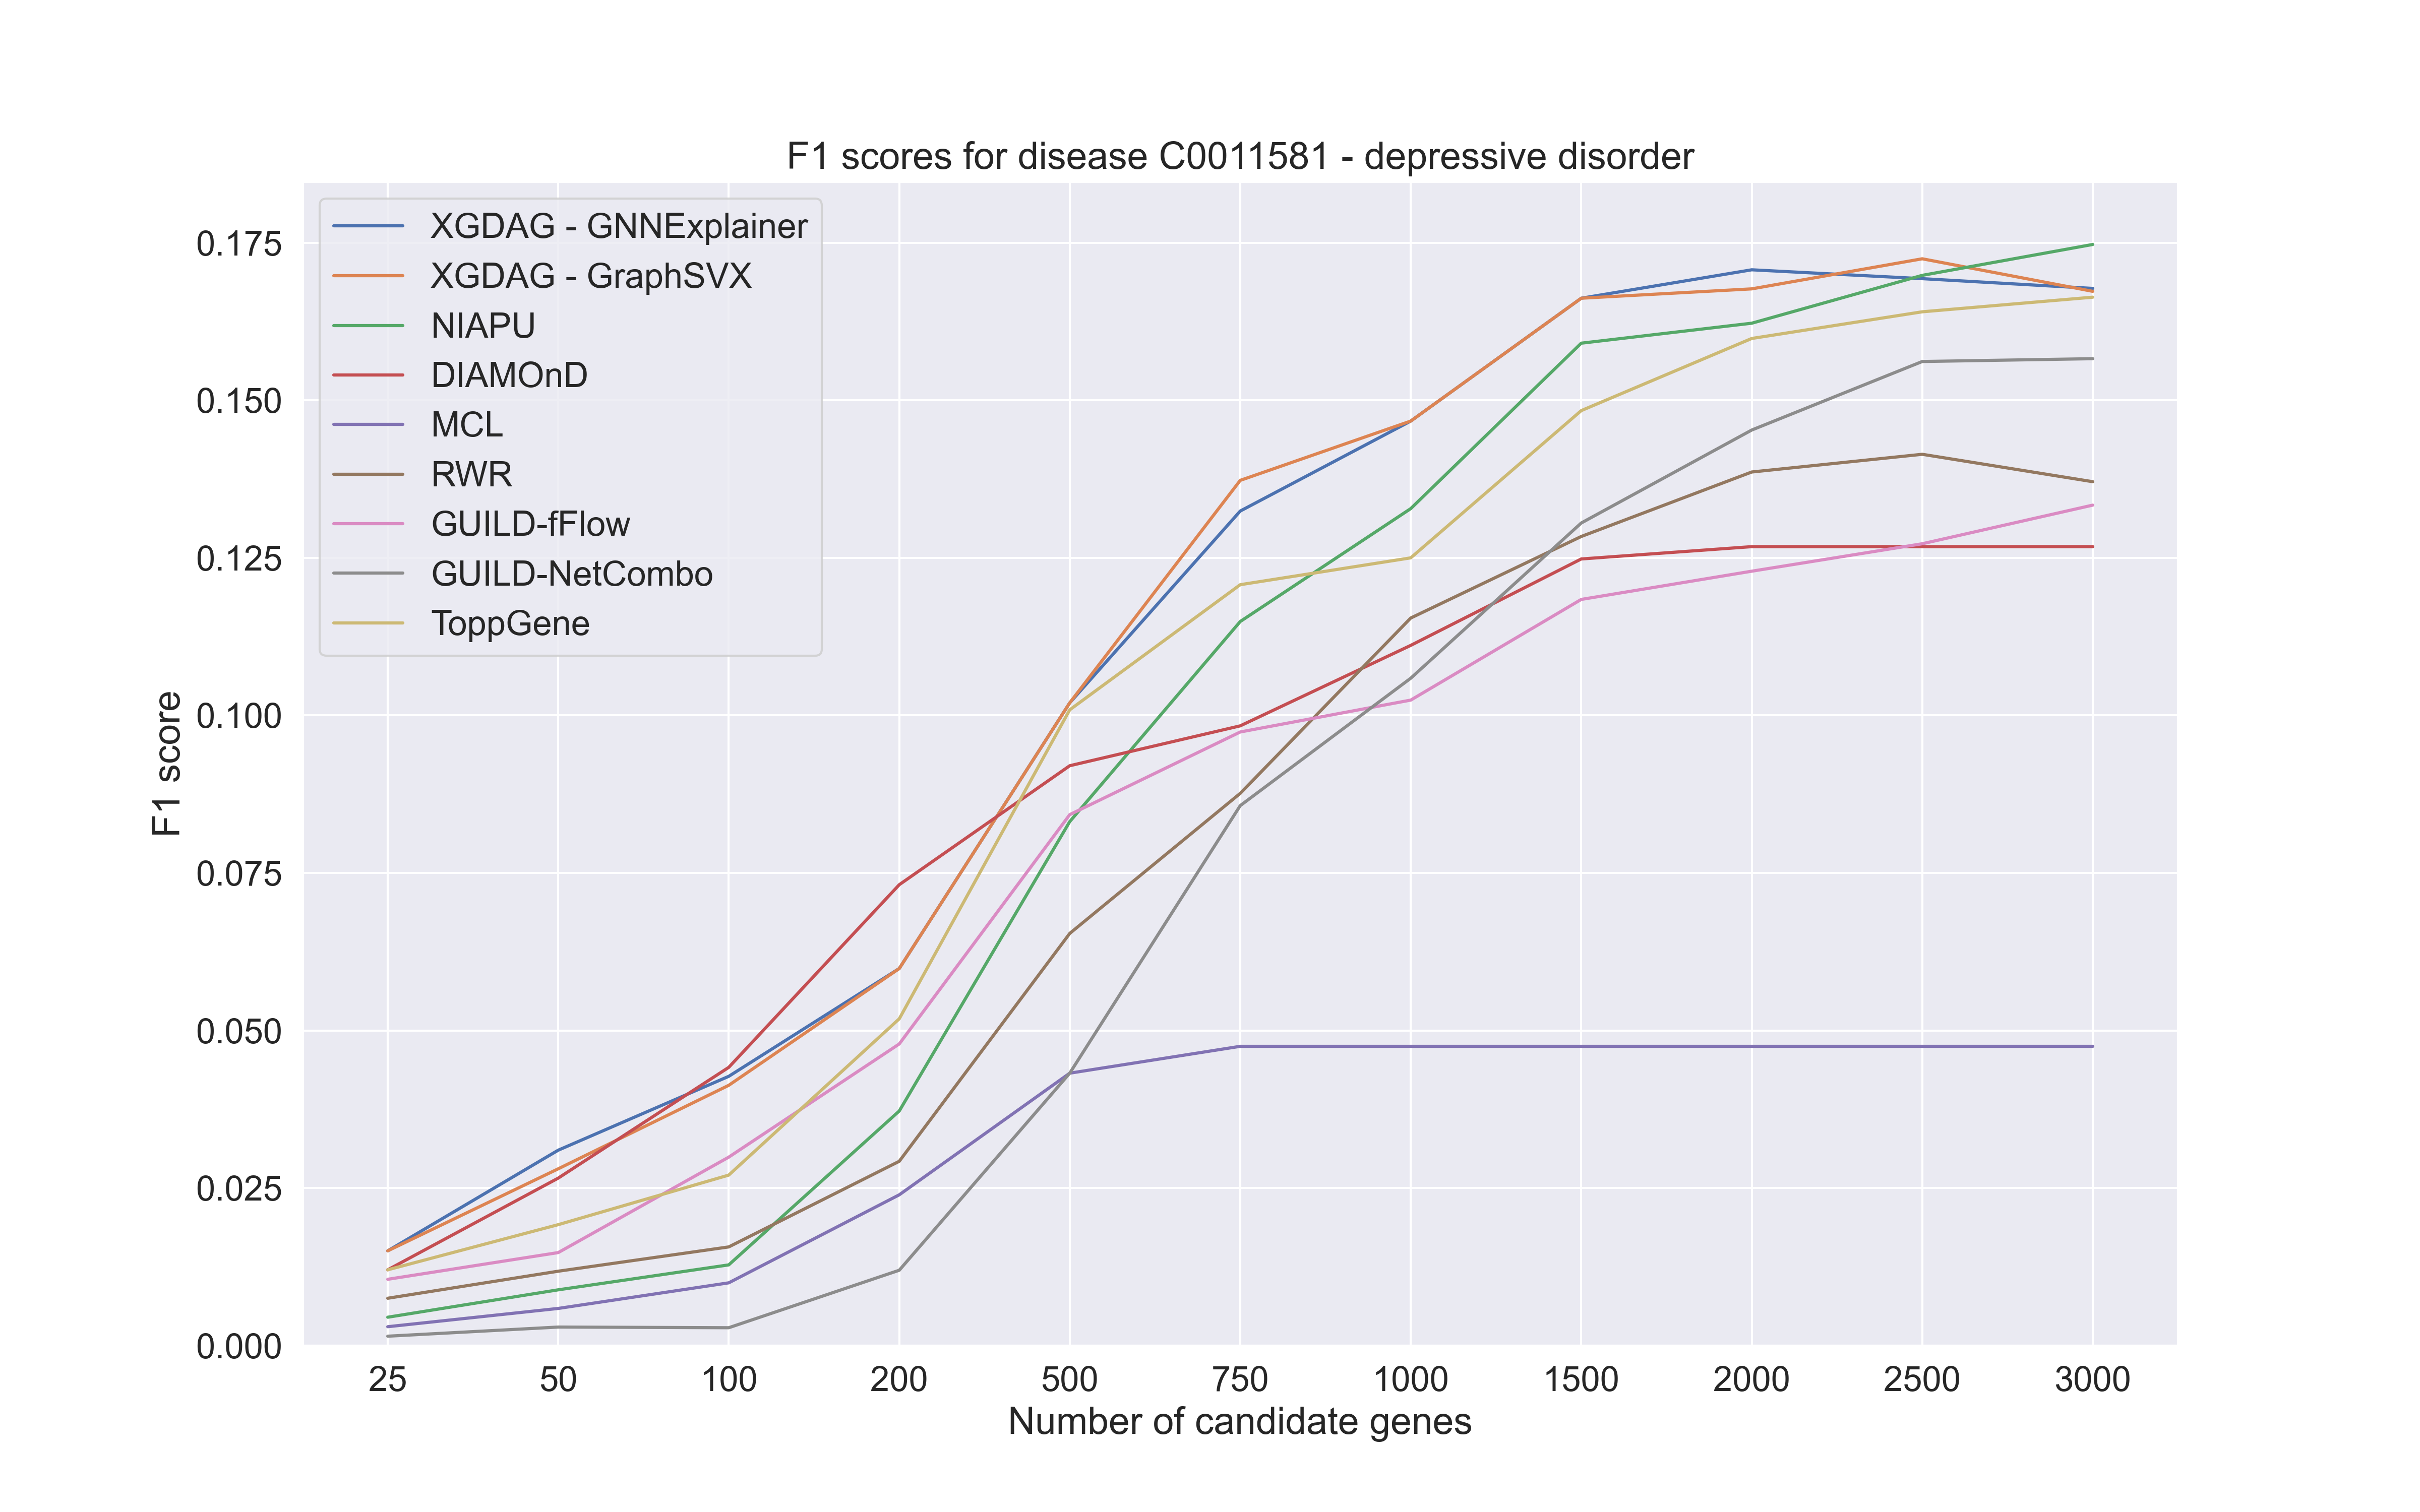 F1 scores for disease C0011581 - depressive disorder
XGDAG - GNNExplainer
XGDAG - GraphSVX
NIAPU
DIAMOnD
MCL
RWR
GUILD-fFlow
GUILD-NetCombo
ToppGene
0.175
0.150
0.125
0.100
0.075
0.050
0.025
0.000
F1 score
25 50 100 200 500 750 1000 1500 2000 2500 3000
Number of candidate genes